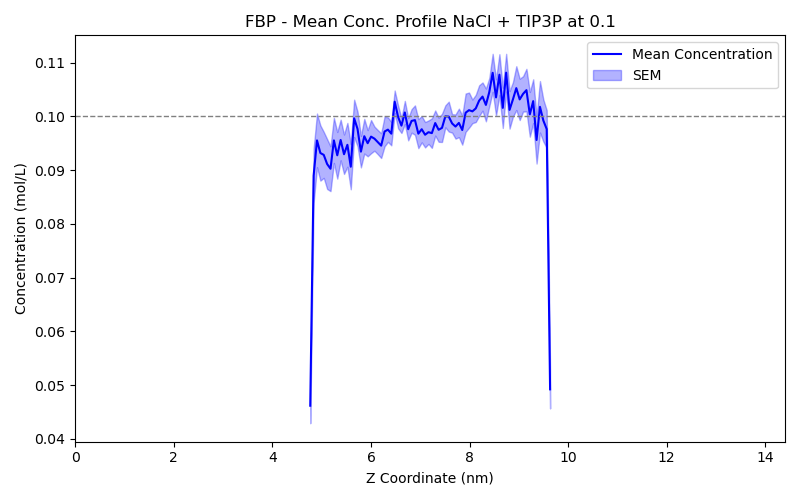 FBP - Mean Conc. Profile NaCl + TIP3P at 0.1
Mean Concentration
SEM
Concentration (mol/L)
0.11
0.10
0.09
0.08
0.07
0.06
0.05
0.04
0 2 4 6 8 10 12 14
Z Coordinate (nm)